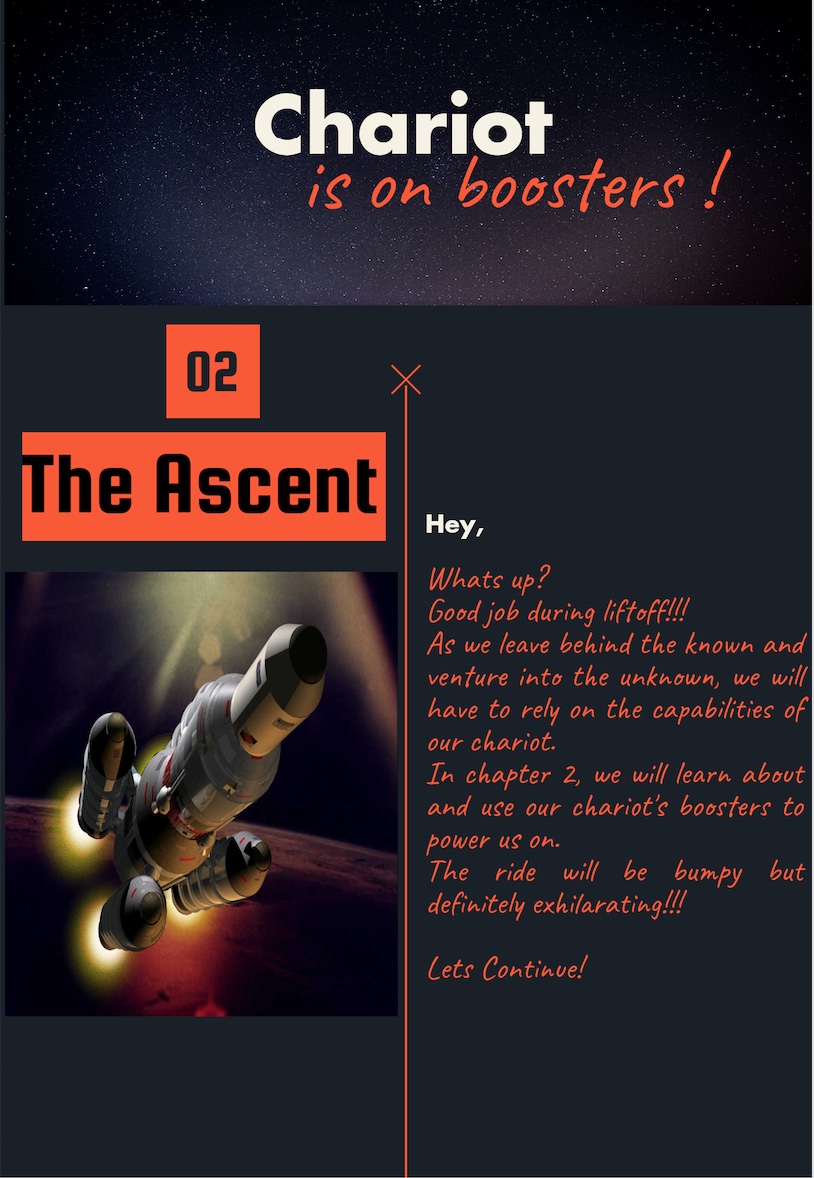 Chariot
is on boosters !
02
The Ascent
Hey,
Whats up?
Good job during liftoff!!!
As we leave behind the known and
venture into the unknown, we will
have to rely on the capabilities of
our chariot.
In chapter 2, we will learn about
and use our chariot's boosters to
power us on.
The ride will be bumpy but
definitely exhilarating!!!
Lets Continue!